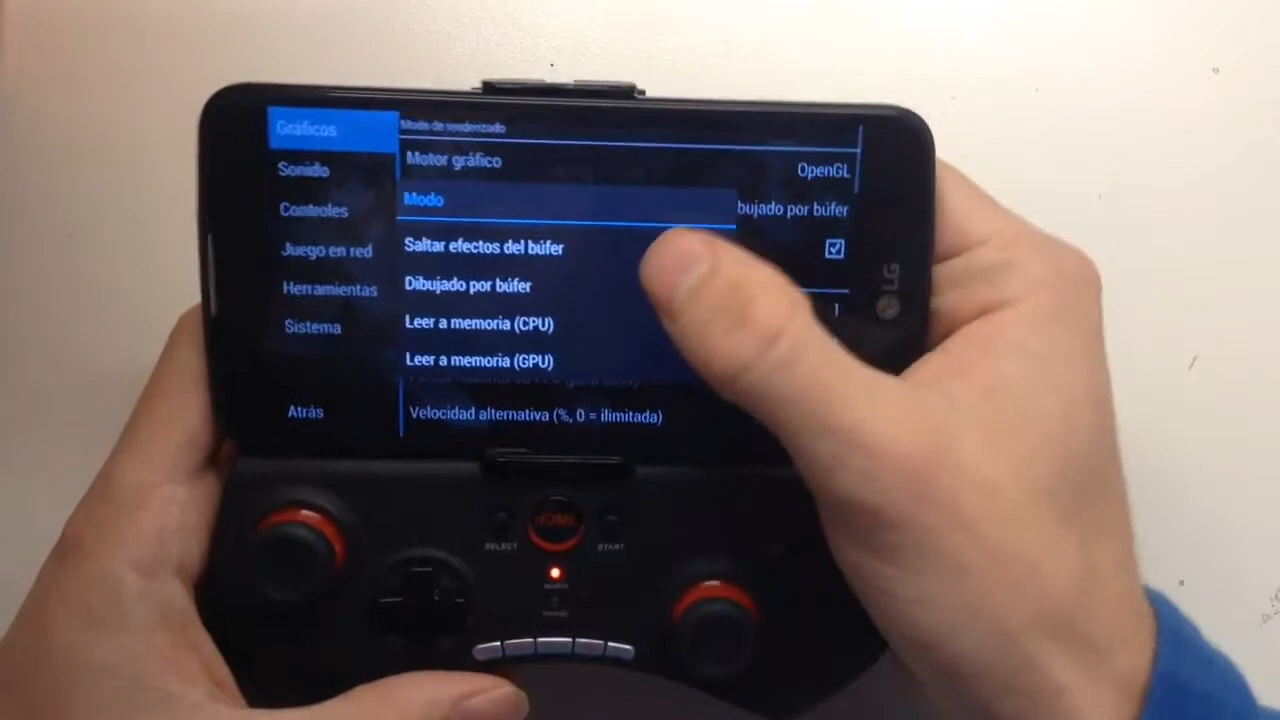 Gráficos
Sonido
Controles
Juego en red
Herramientas
Sistema
Atrás
Modo de renderizado
Motor gráfico
OpenGL
Modo
bujado por búfer
Saltar efectos del búfer
Dibujado por búfer
Leer a memoria (CPU)
1
Leer a memoria (GPU)
Velocidad alternativa (%, 0 = ilimitada)
LG
HOME
SELECT
START